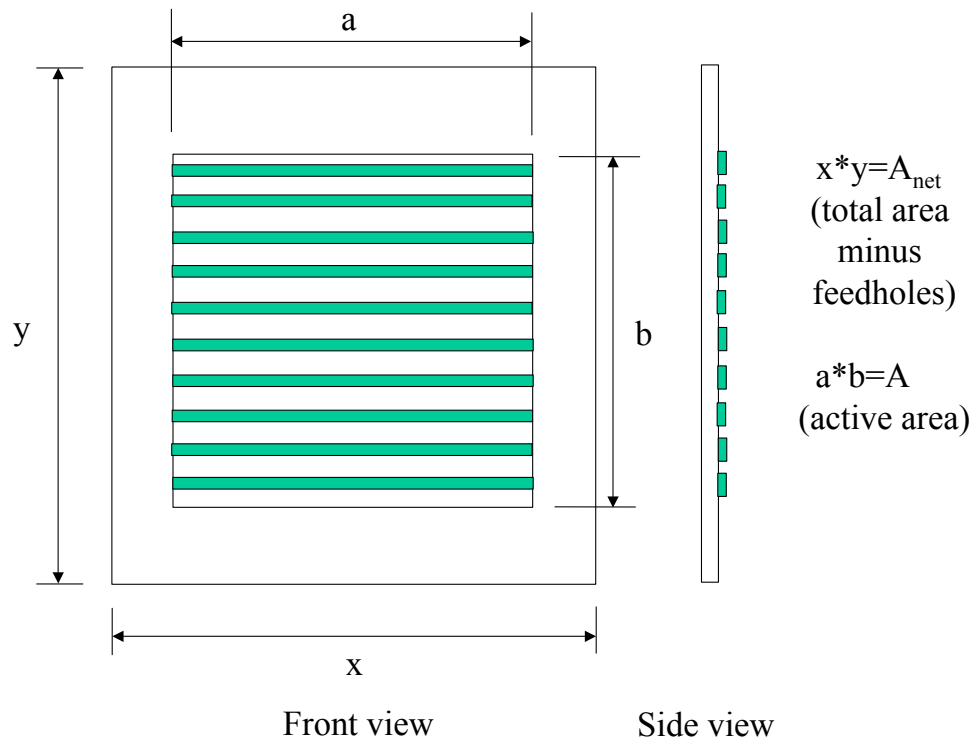 a
y
b
x
x*y=Anet
(total area
minus
feedholes)
a*b=A
(active area)
Front view
Side view